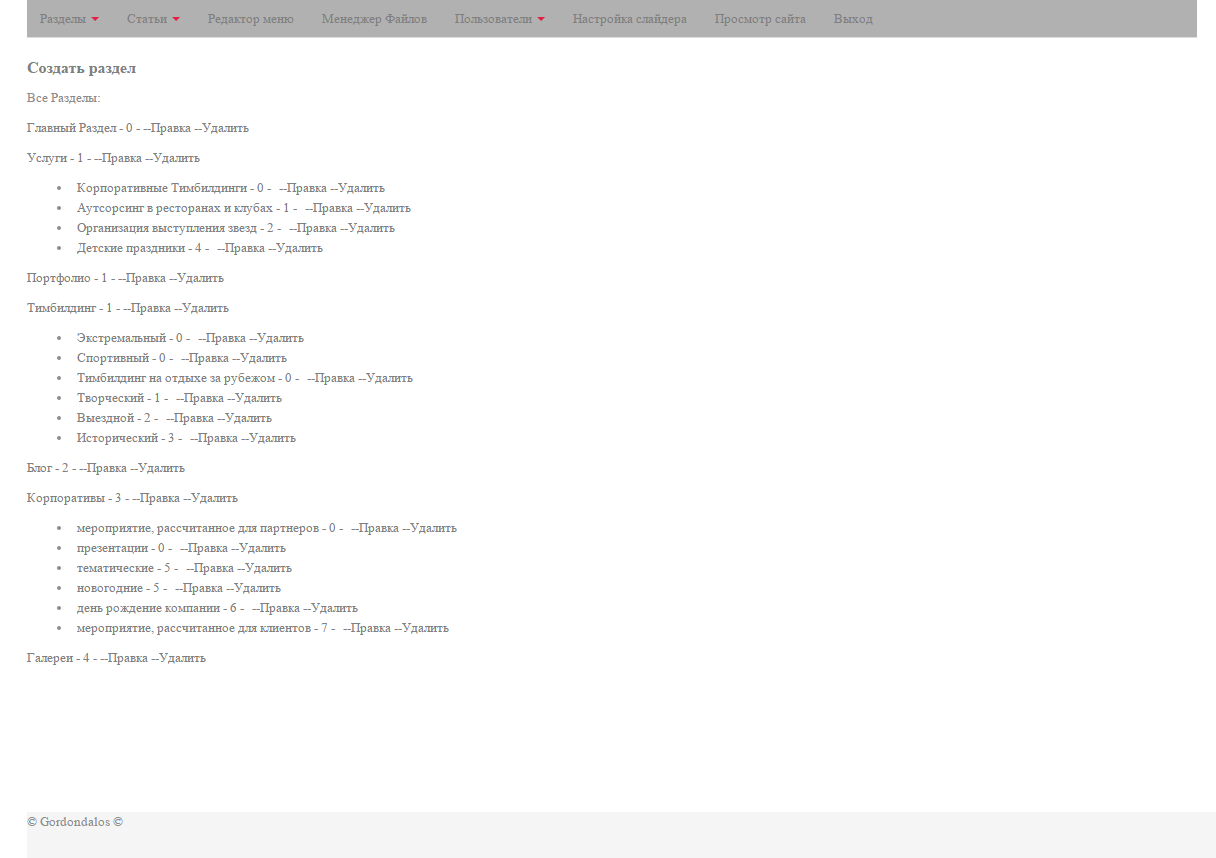 Разделы Статьи Редактор меню Менеджер Файлов Пользователи Настройка слайдера Просмотр сайта Выход
Создать раздел
Все Разделы:
Главный Раздел - 0 - --Правка --Удалить
Услуги - 1 - --Правка --Удалить
• Корпоративные Тимбилдинги - 0 - --Правка --Удалить
• Аутсорсинг в ресторанах и клубах - 1 - --Правка --Удалить
• Организация выступления звезд - 2 - --Правка --Удалить
• Детские праздники - 4 - --Правка --Удалить
Портфолио - 1 - --Правка --Удалить
Тимбилдинг - 1 - --Правка --Удалить
• Экстремальный - 0 - --Правка --Удалить
• Спортивный - 0 - --Правка --Удалить
• Тимбилдинг на отдыхе за рубежом - 0 - --Правка --Удалить
• Творческий - 1 - --Правка --Удалить
• Выездной - 2 - --Правка --Удалить
• Исторический - 3 - --Правка --Удалить
Блог - 2 - --Правка --Удалить
Корпоративы - 3 - --Правка --Удалить
• мероприятие, рассчитанное для партнеров - 0 - --Правка --Удалить
• презентации - 0 - --Правка --Удалить
• тематические - 5 - --Правка --Удалить
• новогодние - 5 - --Правка --Удалить
• день рождение компании - 6 - --Правка --Удалить
• мероприятие, рассчитанное для клиентов - 7 - --Правка --Удалить
Галереи - 4 - --Правка --Удалить
© Gordondalos ©